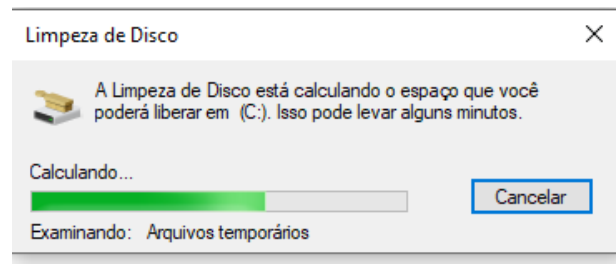 Limpeza de Disco
A Limpeza de Disco está calculando o espaço que você
poderá liberar em  (C:). Isso pode levar alguns minutos.
Calculando...
Cancelar
Examinando:   Arquivos temporários